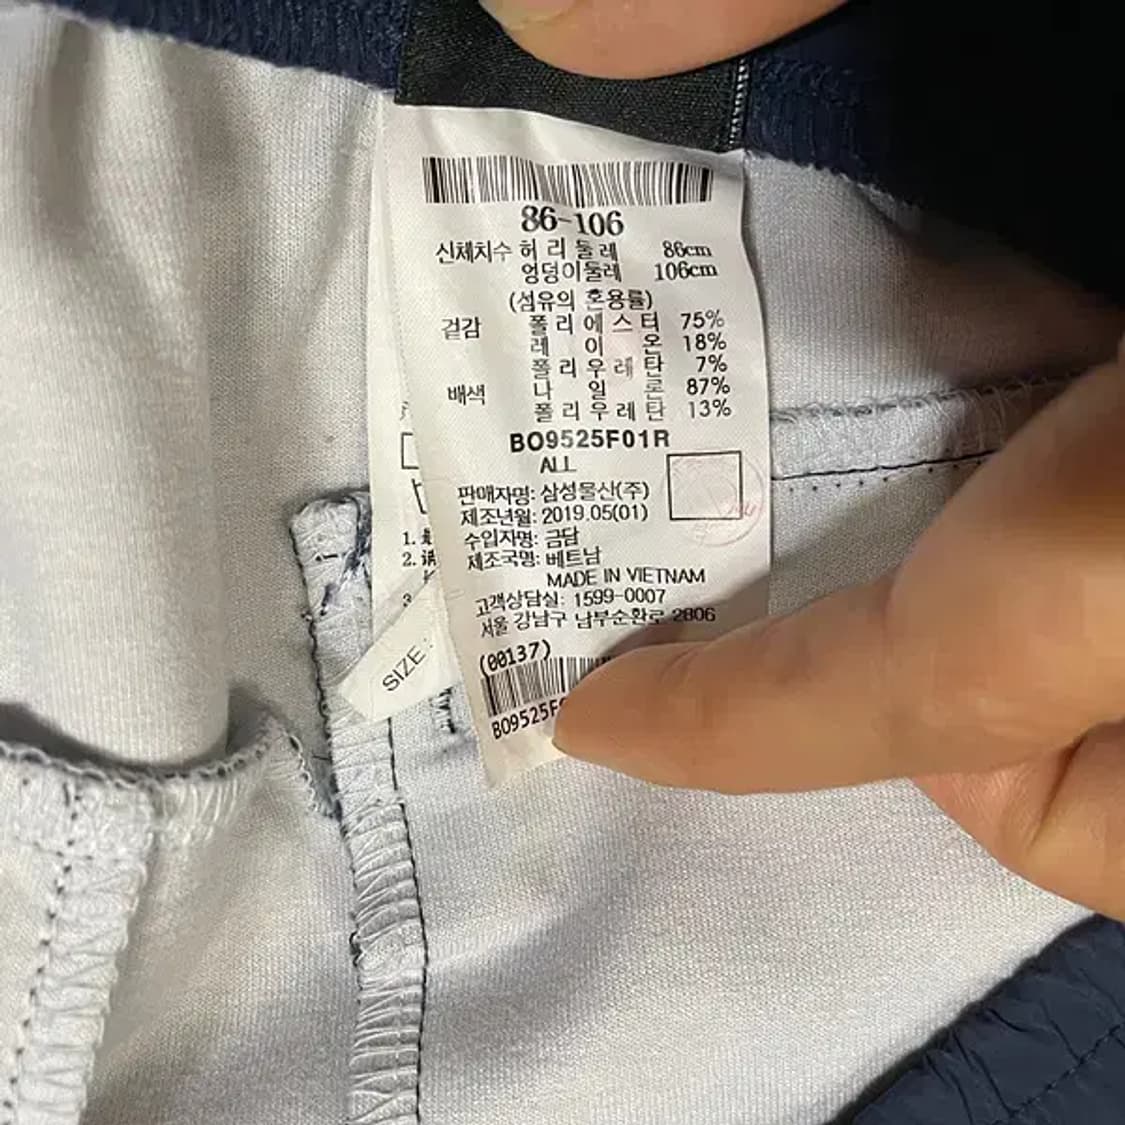 86-106
신체치수 허리둘레 86cm
엉덩이둘레 106cm
(섬유의 혼용률)
겉감 폴리에스터 75%
레이온 18%
폴리우레탄 7%
배색 나일론 87%
폴리우레탄 13%
BO9525F01R
ALL
판매자명: 삼성물산(주)
제조년월: 2019.05(01)
수입자명: 금담
제조국명: 베트남
MADE IN VIETNAM
고객상담실: 1599-0007
서울 강남구 남부순환로 2806
(00137)
BO9525F
1.
2.
3
SIZE: